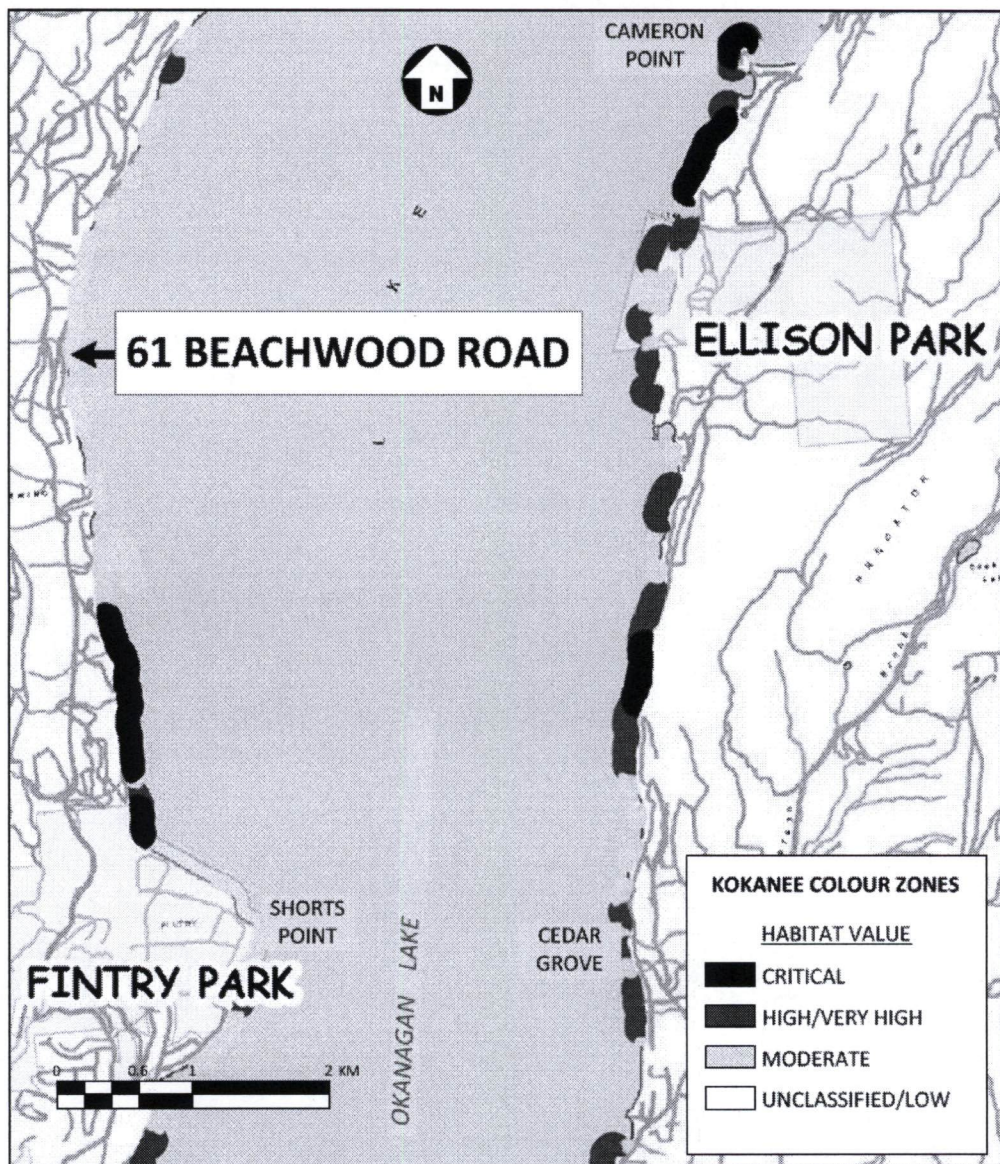 CAMERON
POINT
N
L A K E
61 BEACHWOOD ROAD
ELLISON PARK
SHORTS
POINT
CEDAR
GROVE
FINTRY PARK
OKANAGAN LAKE
0 0.6 1 2 KM
KOKANEE COLOUR ZONES
HABITAT VALUE
CRITICAL
HIGH/VERY HIGH
MODERATE
UNCLASSIFIED/LOW